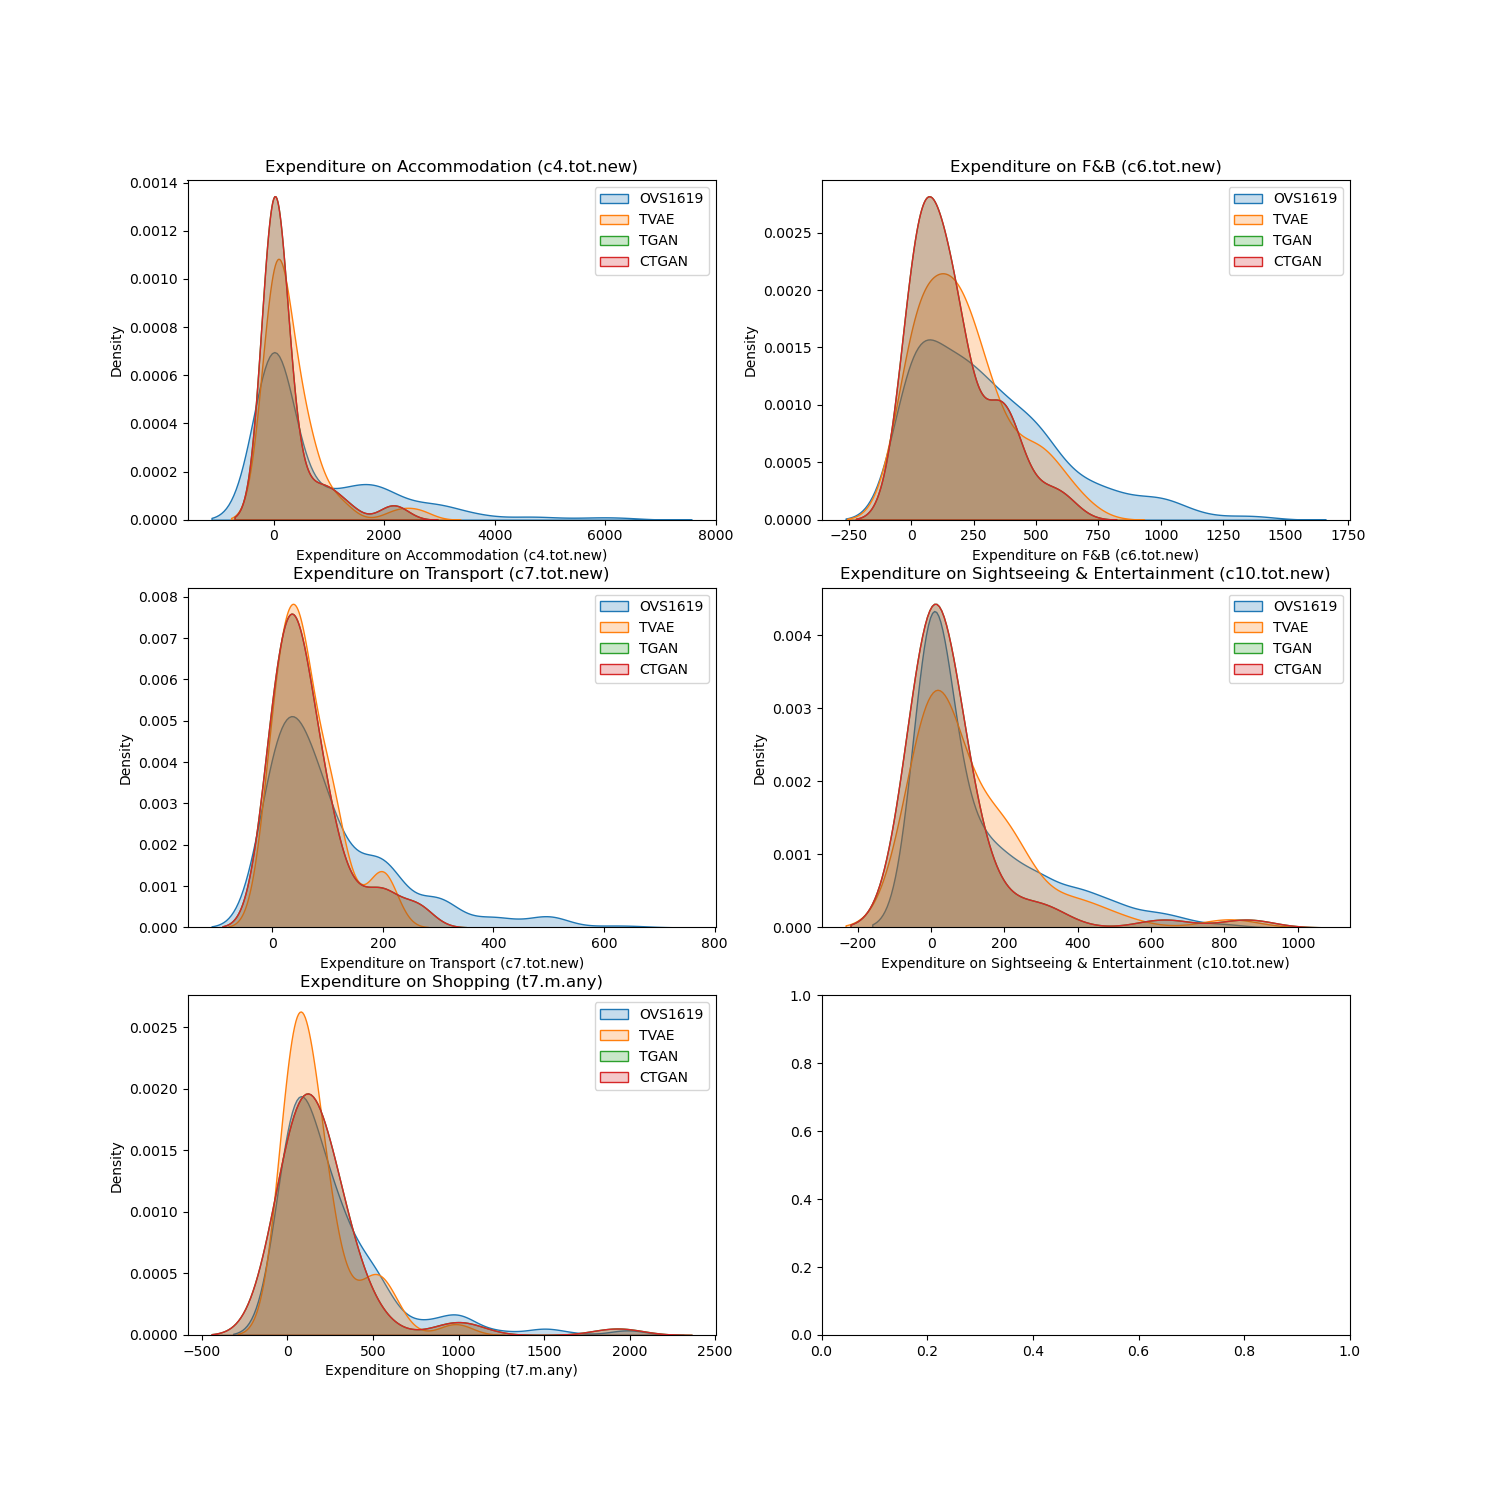 Expenditure on Accommodation (c4.tot.new)
0.0014
0.0012
0.0010
0.0008
0.0006
0.0004
0.0002
0.0000
Density
OVS1619
TVAE
TGAN
CTGAN
0 2000 4000 6000 8000
Expenditure on Accommodation (c4.tot.new)
Expenditure on F&B (c6.tot.new)
0.0025
0.0020
0.0015
0.0010
0.0005
0.0000
Density
OVS1619
TVAE
TGAN
CTGAN
−250 0 250 500 750 1000 1250 1500 1750
Expenditure on F&B (c6.tot.new)
Expenditure on Transport (c7.tot.new)
0.008
0.007
0.006
0.005
0.004
0.003
0.002
0.001
0.000
Density
OVS1619
TVAE
TGAN
CTGAN
0 200 400 600 800
Expenditure on Transport (c7.tot.new)
Expenditure on Sightseeing & Entertainment (c10.tot.new)
0.004
0.003
0.002
0.001
0.000
Density
OVS1619
TVAE
TGAN
CTGAN
−200 0 200 400 600 800 1000
Expenditure on Sightseeing & Entertainment (c10.tot.new)
Expenditure on Shopping (t7.m.any)
0.0025
0.0020
0.0015
0.0010
0.0005
0.0000
Density
OVS1619
TVAE
TGAN
CTGAN
−500 0 500 1000 1500 2000 2500
Expenditure on Shopping (t7.m.any)
1.0
0.8
0.6
0.4
0.2
0.0
0.0 0.2 0.4 0.6 0.8 1.0